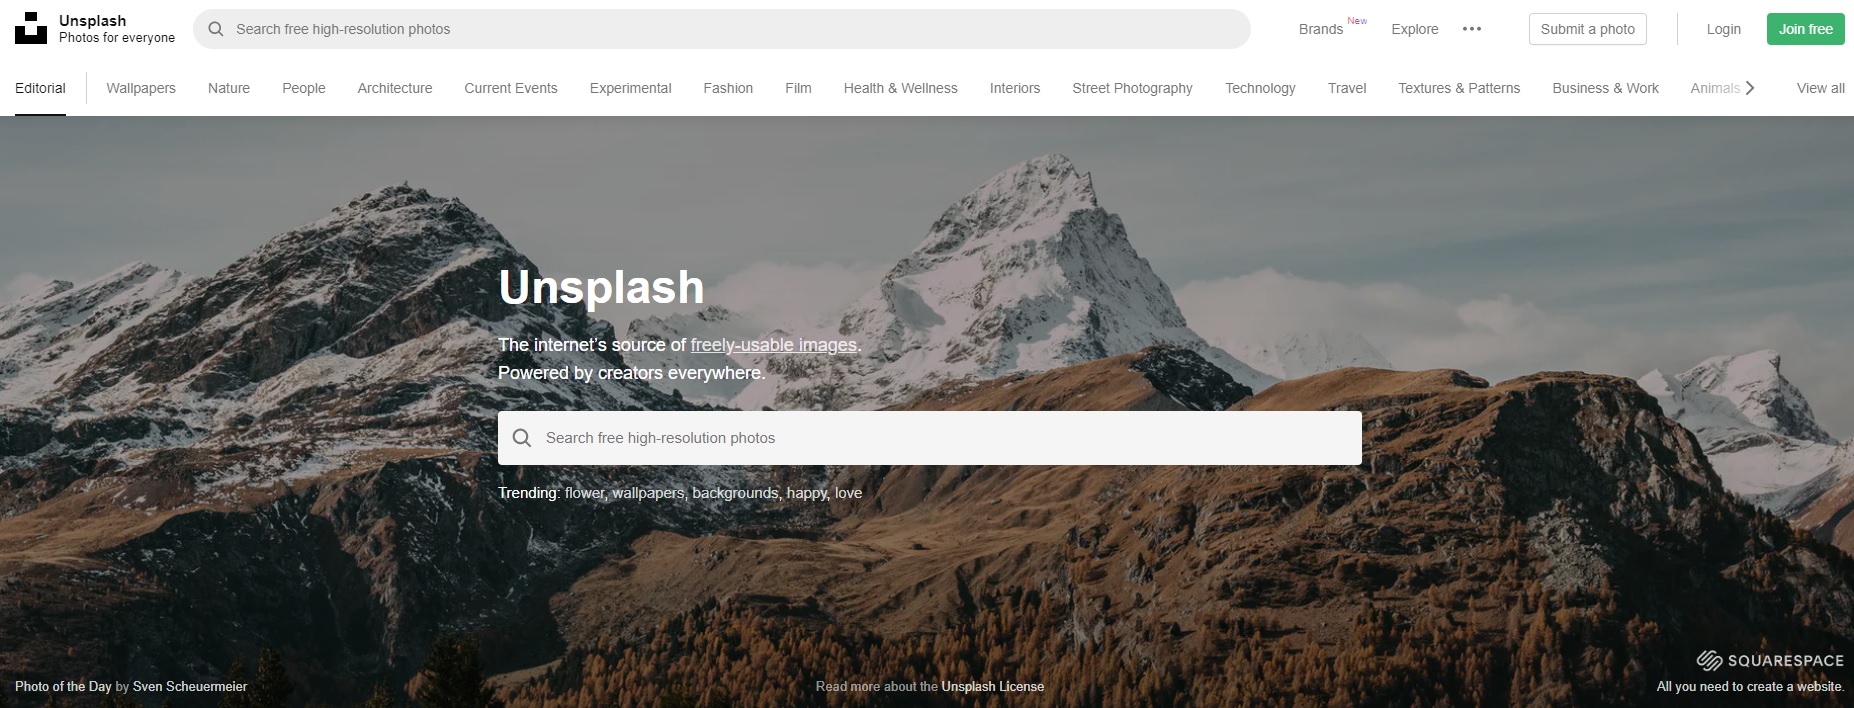 Unsplash
Photos for everyone
Search free high-resolution photos
Brands New
Explore
Submit a photo
Login
Join free
Editorial
Wallpapers
Nature
People
Architecture
Current Events
Experimental
Fashion
Film
Health & Wellness
Interiors
Street Photography
Technology
Travel
Textures & Patterns
Business & Work
Animals
View all
Unsplash
The internet’s source of freely-usable images.
Powered by creators everywhere.
Search free high-resolution photos
Trending: flower, wallpapers, backgrounds, happy, love
Photo of the Day by Sven Scheuermeier
Read more about the Unsplash License
SQUARESPACE
All you need to create a website.